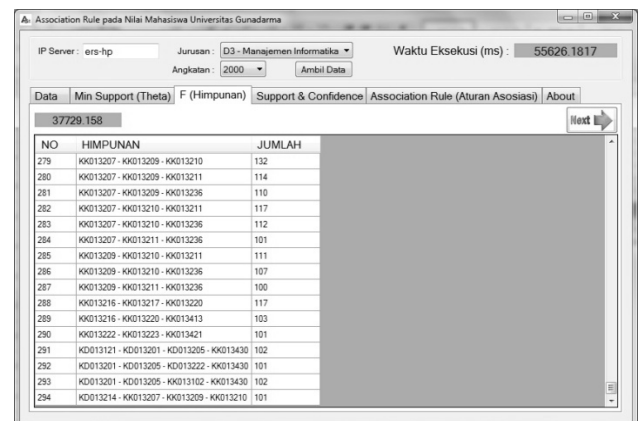 Association Rule pada Nilai Mahasiswa Universitas Gunadarma
IP Server : ers-hp Jurusan : D3 - Manajemen Informatika Waktu Eksekusi (ms) : 55626.1817
Angkatan : 2000 Ambil Data
Data Min Support (Theta) F (Himpunan) Support & Confidence Association Rule (Aturan Asosiasi) About
37729.158 Next
NO HIMPUNAN JUMLAH
279 KK013207 - KK013209 - KK013210 132
280 KK013207 - KK013209 - KK013211 114
281 KK013207 - KK013209 - KK013236 110
282 KK013207 - KK013210 - KK013211 117
283 KK013207 - KK013210 - KK013236 112
284 KK013207 - KK013211 - KK013236 101
285 KK013209 - KK013210 - KK013211 111
286 KK013209 - KK013210 - KK013236 107
287 KK013209 - KK013211 - KK013236 100
288 KK013216 - KK013217 - KK013220 117
289 KK013216 - KK013220 - KK013413 103
290 KK013222 - KK013223 - KK013421 101
291 KD013121 - KD013201 - KD013205 - KK013430 102
292 KD013201 - KD013205 - KD013222 - KK013430 101
293 KD013201 - KD013205 - KK013102 - KK013430 102
294 KD013214 - KK013207 - KK013209 - KK013210 101